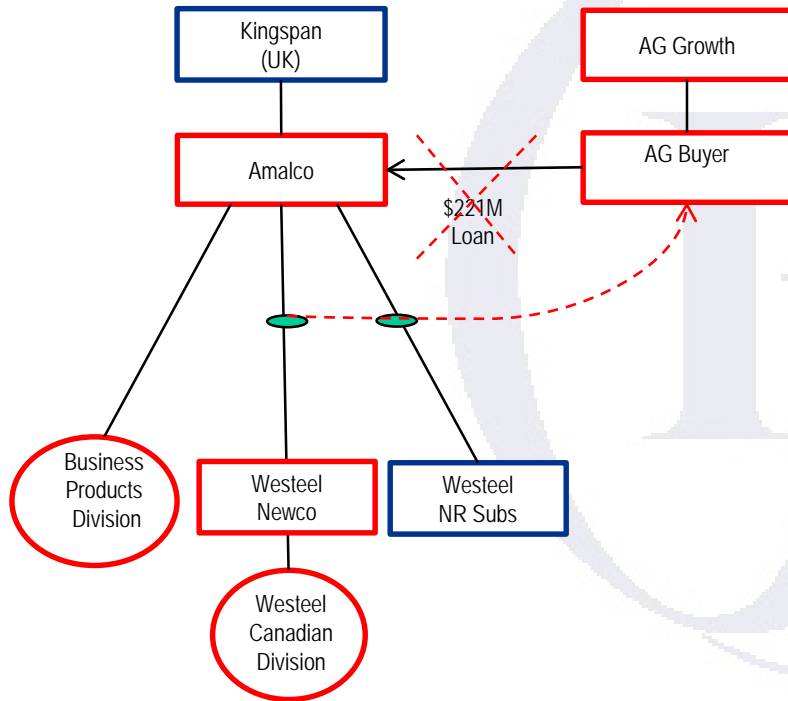 Kingspan
(UK)
AG Growth
Amalco
AG Buyer
$221M
Loan
Business
Products
Division
Westeel
Newco
Westeel
NR Subs
Westeel
Canadian
Division